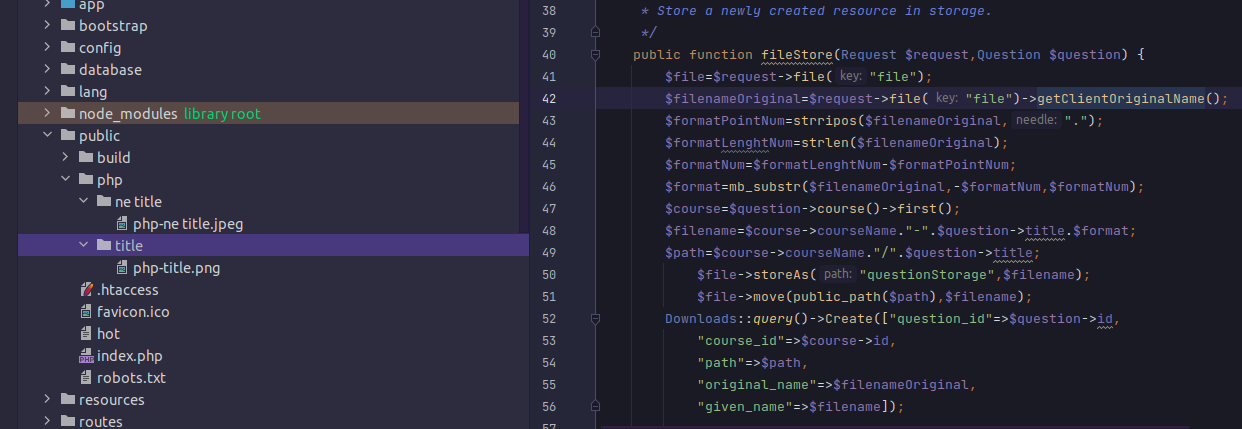 app
bootstrap
config
database
lang
node_modules library root
public
build
php
ne title
php-ne title.jpeg
title
php-title.png
.htaccess
favicon.ico
hot
index.php
robots.txt
resources
routes
38 * Store a newly created resource in storage.
39 */
40 public function fileStore(Request $request,Question $question) {
41 $file=$request->file( key: "file");
42 $filenameOriginal=$request->file( key: "file")->getClientOriginalName();
43 $formatPointNum=strripos($filenameOriginal, needle: ".");
44 $formatLenghtNum=strlen($filenameOriginal);
45 $formatNum=$formatLenghtNum-$formatPointNum;
46 $format=mb_substr($filenameOriginal,-$formatNum,$formatNum);
47 $course=$question->course()->first();
48 $filename=$course->courseName."-".$question->title.$format;
49 $path=$course->courseName."/".$question->title;
50 $file->storeAs( path: "questionStorage",$filename);
51 $file->move(public_path($path),$filename);
52 Downloads::query()->Create(["question_id"=>$question->id,
53 "course_id"=>$course->id,
54 "path"=>$path,
55 "original_name"=>$filenameOriginal,
56 "given_name"=>$filename]);
57